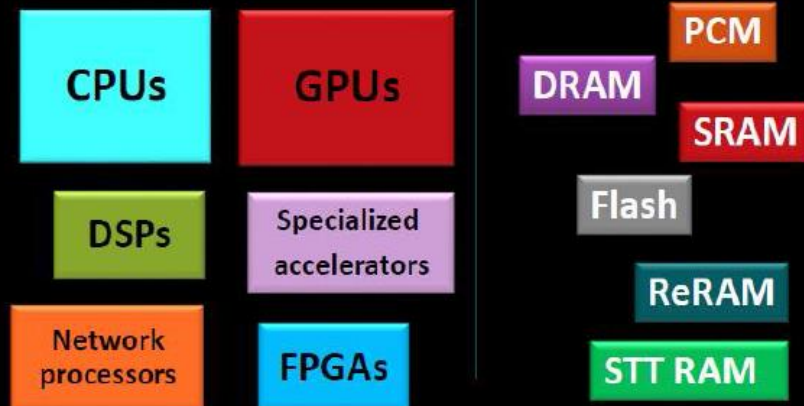 CPUs
GPUs
DSPs
Specialized
accelerators
Network
processors
FPGAs
PCM
DRAM
SRAM
Flash
ReRAM
STT RAM